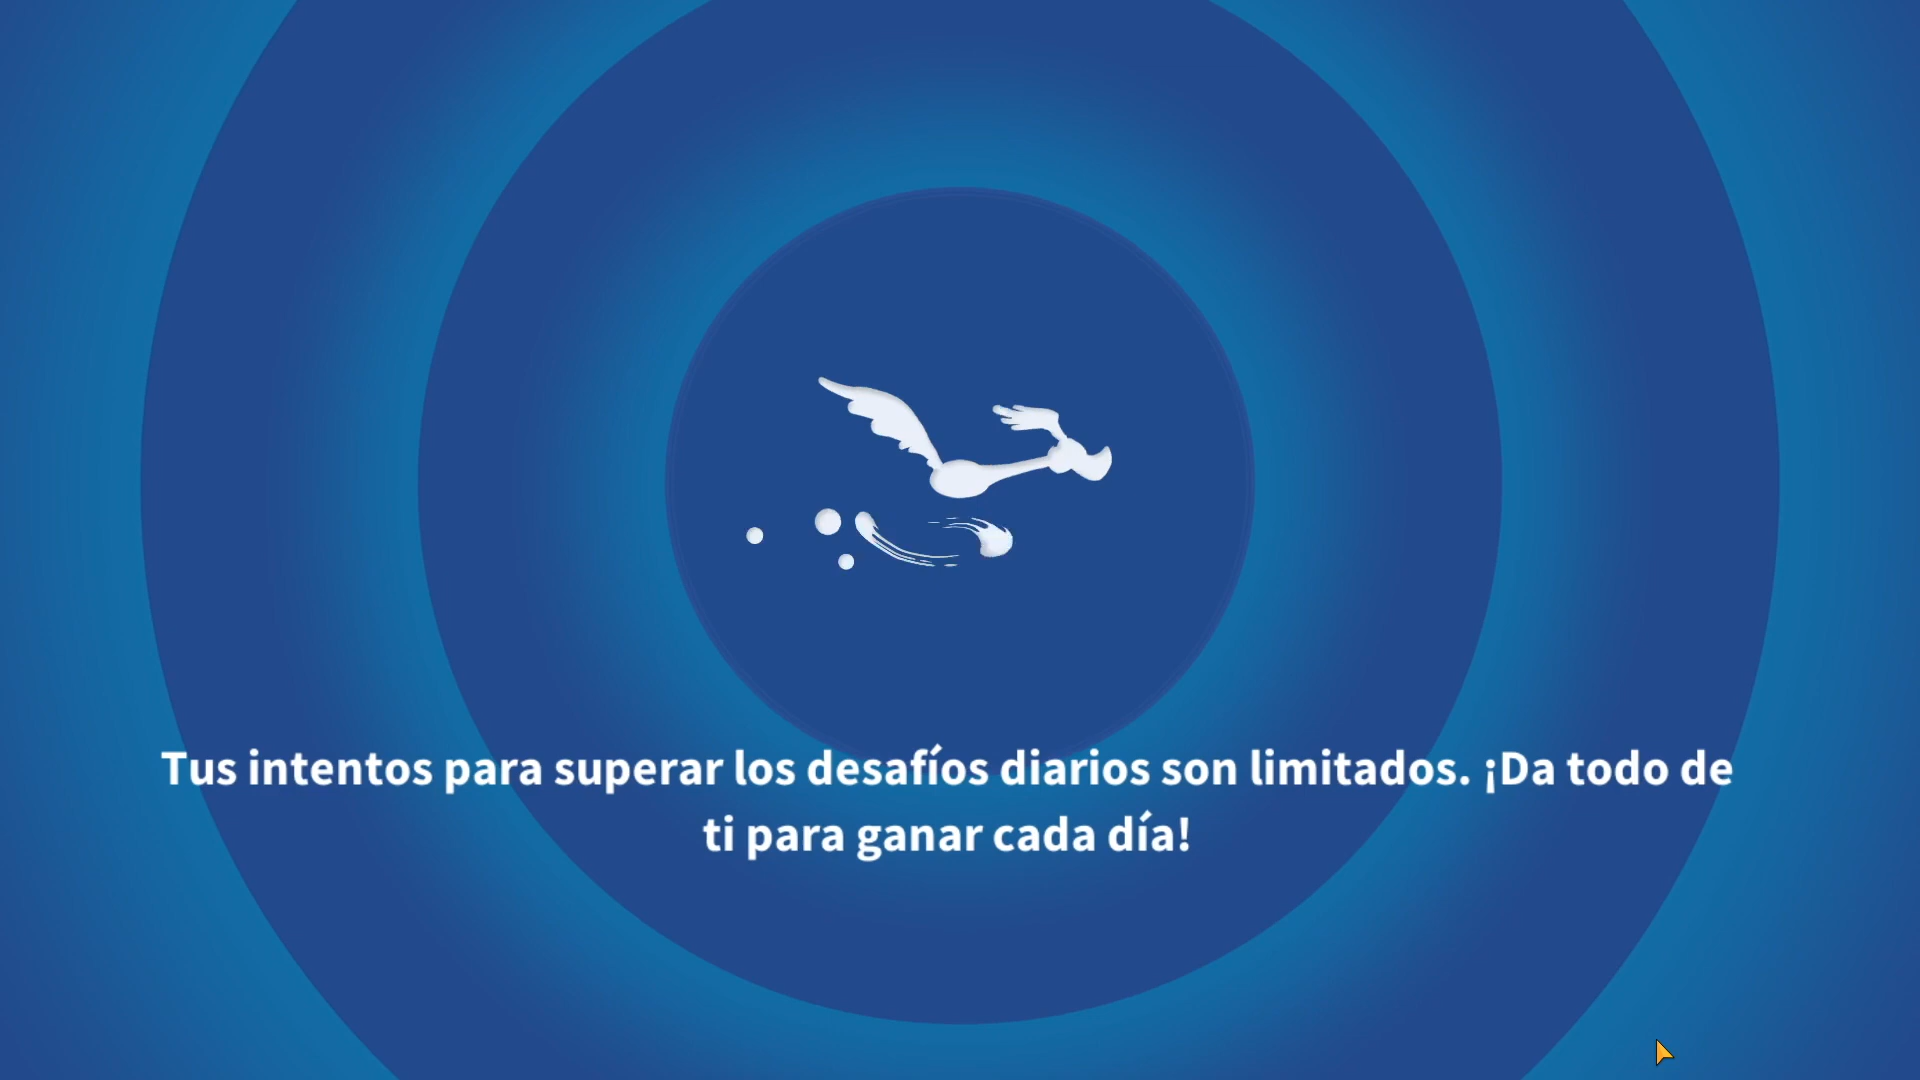 Tus intentos para superar los desafíos diarios son limitados. ¡Da todo de
ti para ganar cada día!